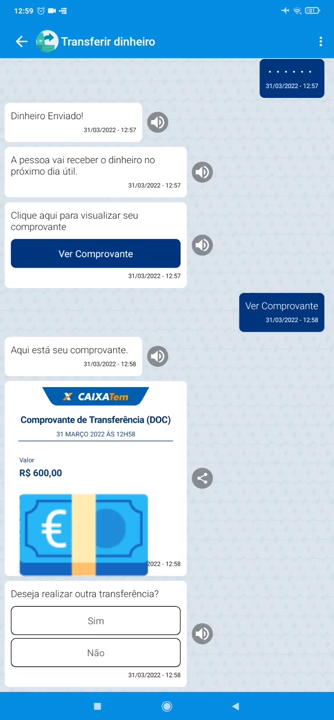 12:59
Transferir dinheiro
• • • • • •
31/03/2022 - 12:57
Dinheiro Enviado!
31/03/2022 - 12:57
A pessoa vai receber o dinheiro no
próximo dia útil.
31/03/2022 - 12:57
Clique aqui para visualizar seu
comprovante
Ver Comprovante
31/03/2022 - 12:57
Ver Comprovante
31/03/2022 - 12:58
Aqui está seu comprovante.
31/03/2022 - 12:58
X CAIXATem
Comprovante de Transferência (DOC)
31 MARÇO 2022 ÀS 12H58
Valor
R$ 600,00
€
2022 - 12:58
Deseja realizar outra transferência?
Sim
Não
31/03/2022 - 12:58